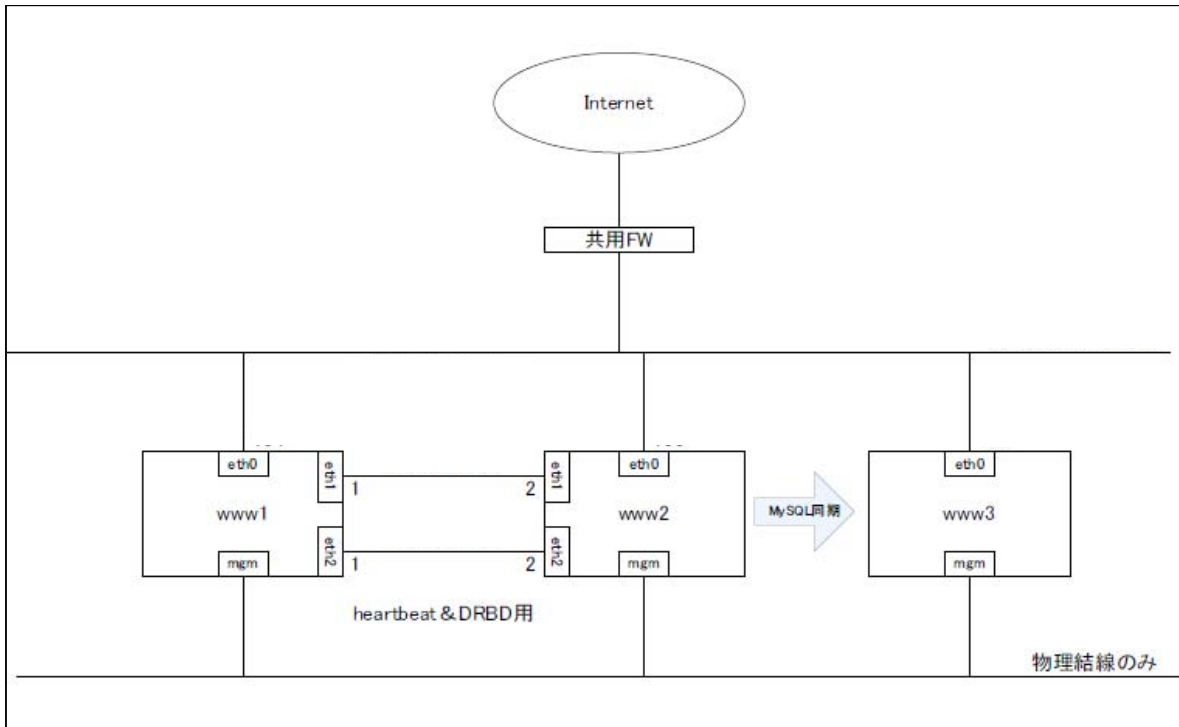 Internet
共用FW
eth0
eth1
www1
eth2
mgm
1
2
1
2
eth1
eth0
www2
eth2
mgm
MySQL同期
eth0
www3
mgm
heartbeat&DRBD用
物理結線のみ